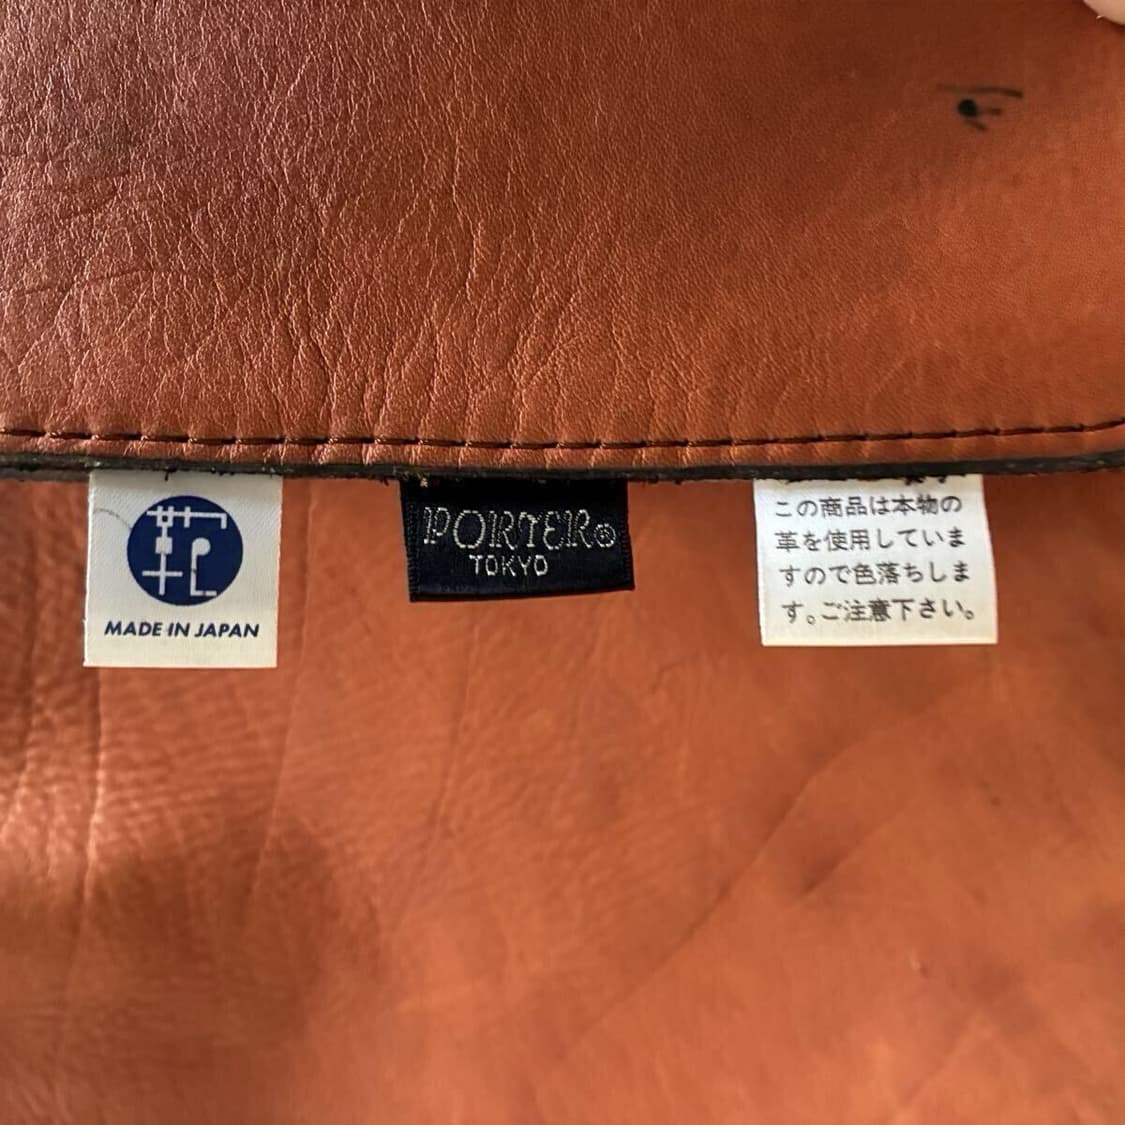 MADE IN JAPAN
PORTER®
TOKYO
この商品は本物の
革を使用していま
すので色落ちしま
す。ご注意下さい。